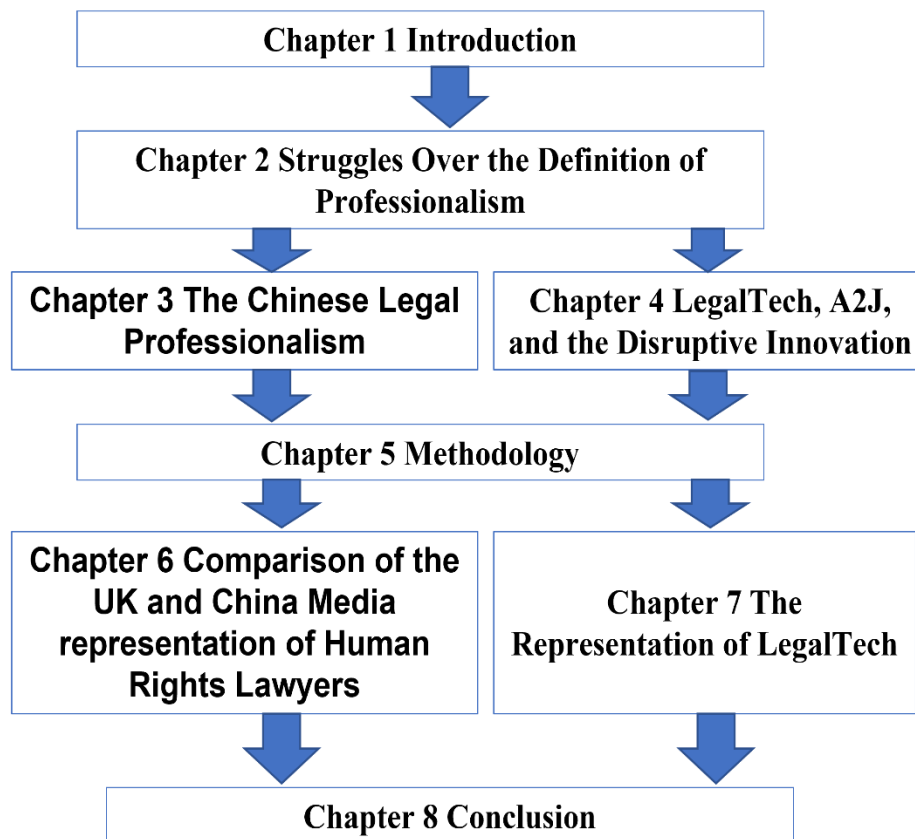 Chapter 1 Introduction
Chapter 2 Struggles Over the Definition of
Professionalism
Chapter 3 The Chinese Legal
Professionalism
Chapter 4 LegalTech, A2J,
and the Disruptive Innovation
Chapter 5 Methodology
Chapter 6 Comparison of the
UK and China Media
representation of Human
Rights Lawyers
Chapter 7 The
Representation of LegalTech
Chapter 8 Conclusion